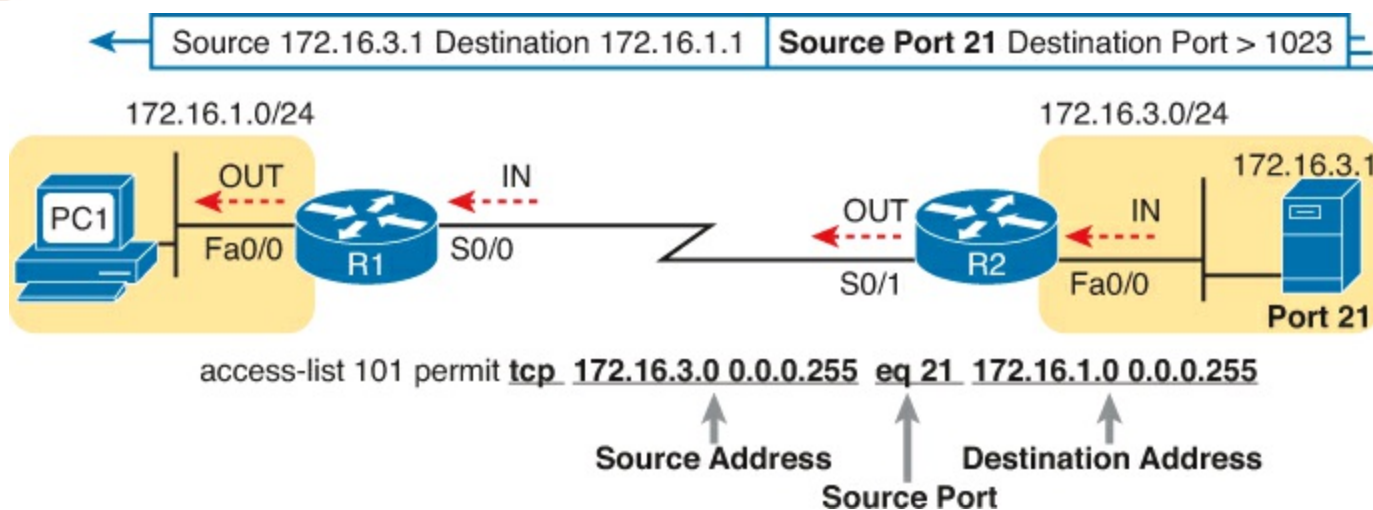 Source 172.16.3.1 Destination 172.16.1.1 Source Port 21 Destination Port > 1023
172.16.1.0/24 172.16.3.0/24
172.16.3.1
OUT IN
PC1
OUT IN
Fa0/0 R1 S0/0
S0/1 R2 Fa0/0
Port 21
access-list 101 permit tcp 172.16.3.0 0.0.0.255 eq 21 172.16.1.0 0.0.0.255
Source Address Destination Address
Source Port